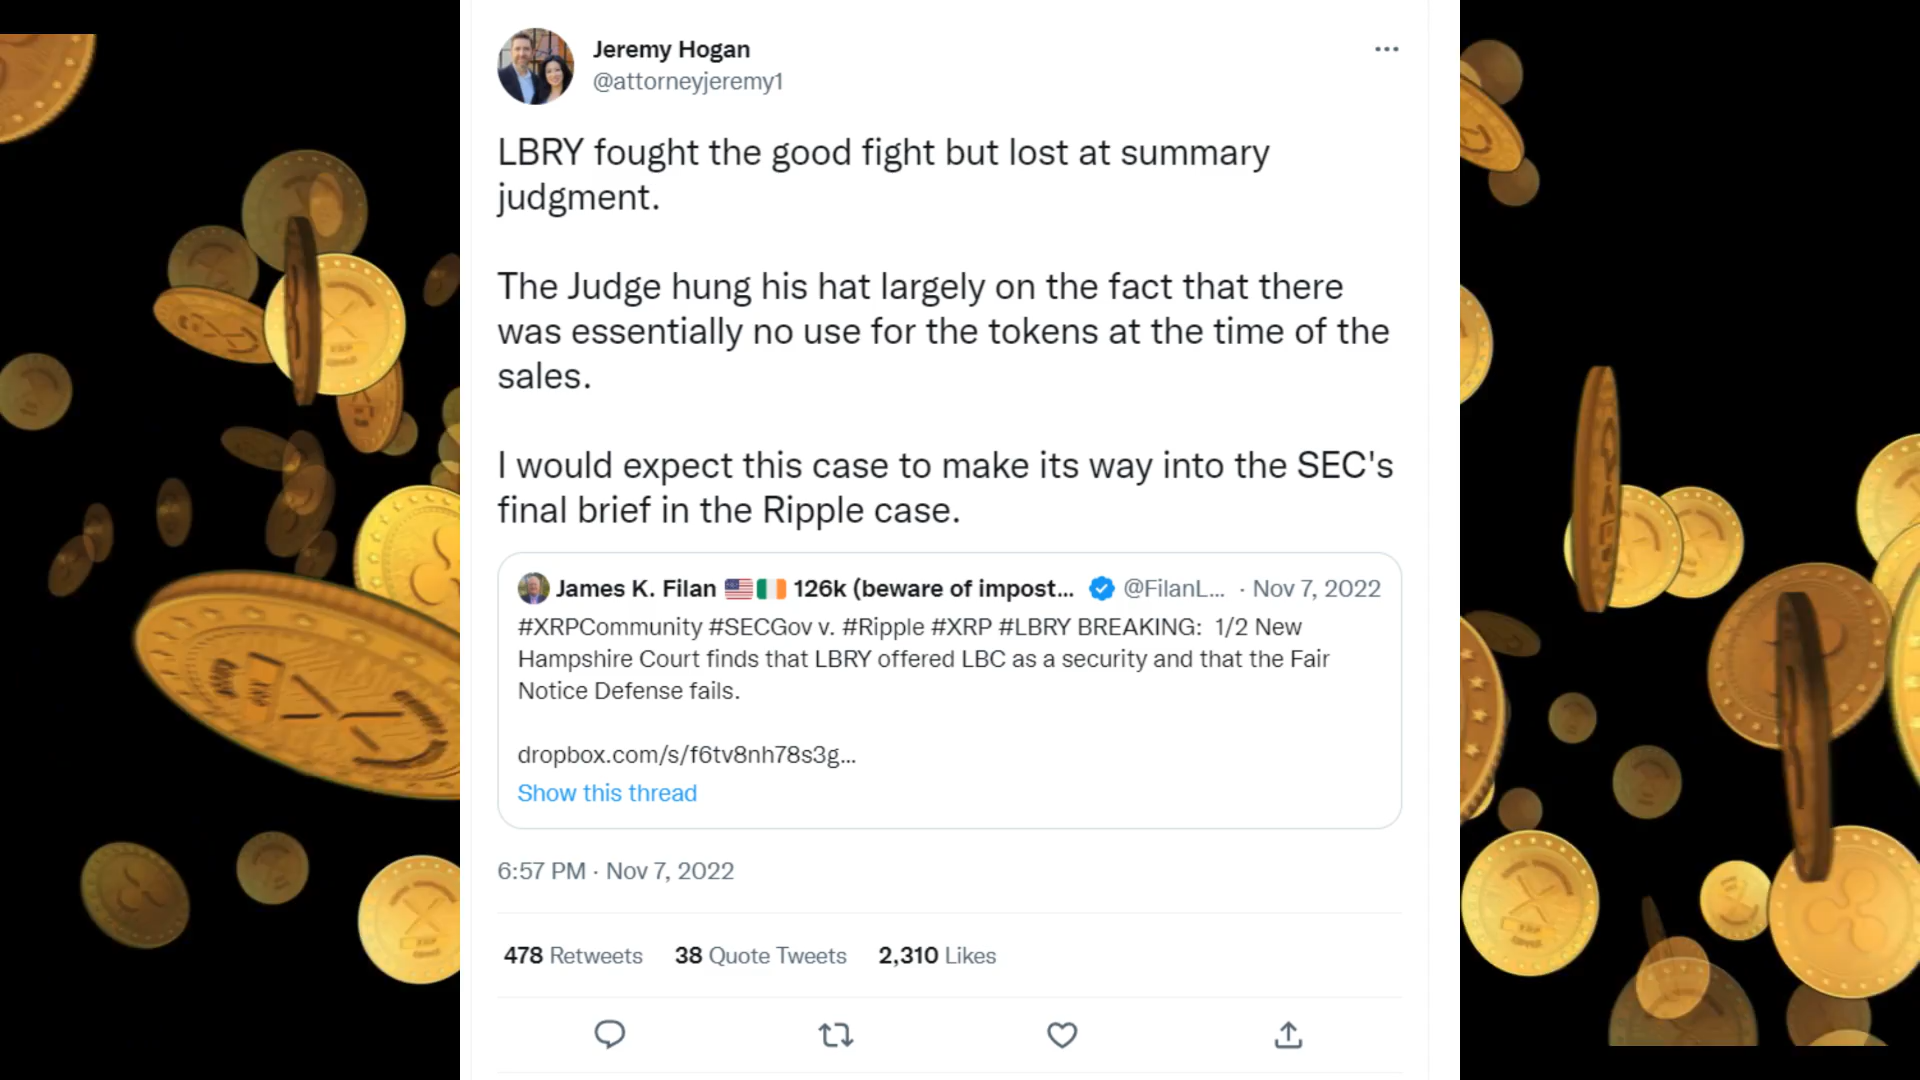 Jeremy Hogan
@attorneyjeremy1
LBRY fought the good fight but lost at summary
judgment.
The Judge hung his hat largely on the fact that there
was essentially no use for the tokens at the time of the
sales.
I would expect this case to make its way into the SEC's
final brief in the Ripple case.
James K. Filan 🇺🇸🇮🇪 126k (beware of impost... @FilanL... · Nov 7, 2022
#XRPCommunity #SECGov v. #Ripple #XRP #LBRY BREAKING: 1/2 New
Hampshire Court finds that LBRY offered LBC as a security and that the Fair
Notice Defense fails.
dropbox.com/s/f6tv8nh78s3g...
Show this thread
6:57 PM · Nov 7, 2022
478 Retweets 38 Quote Tweets 2,310 Likes